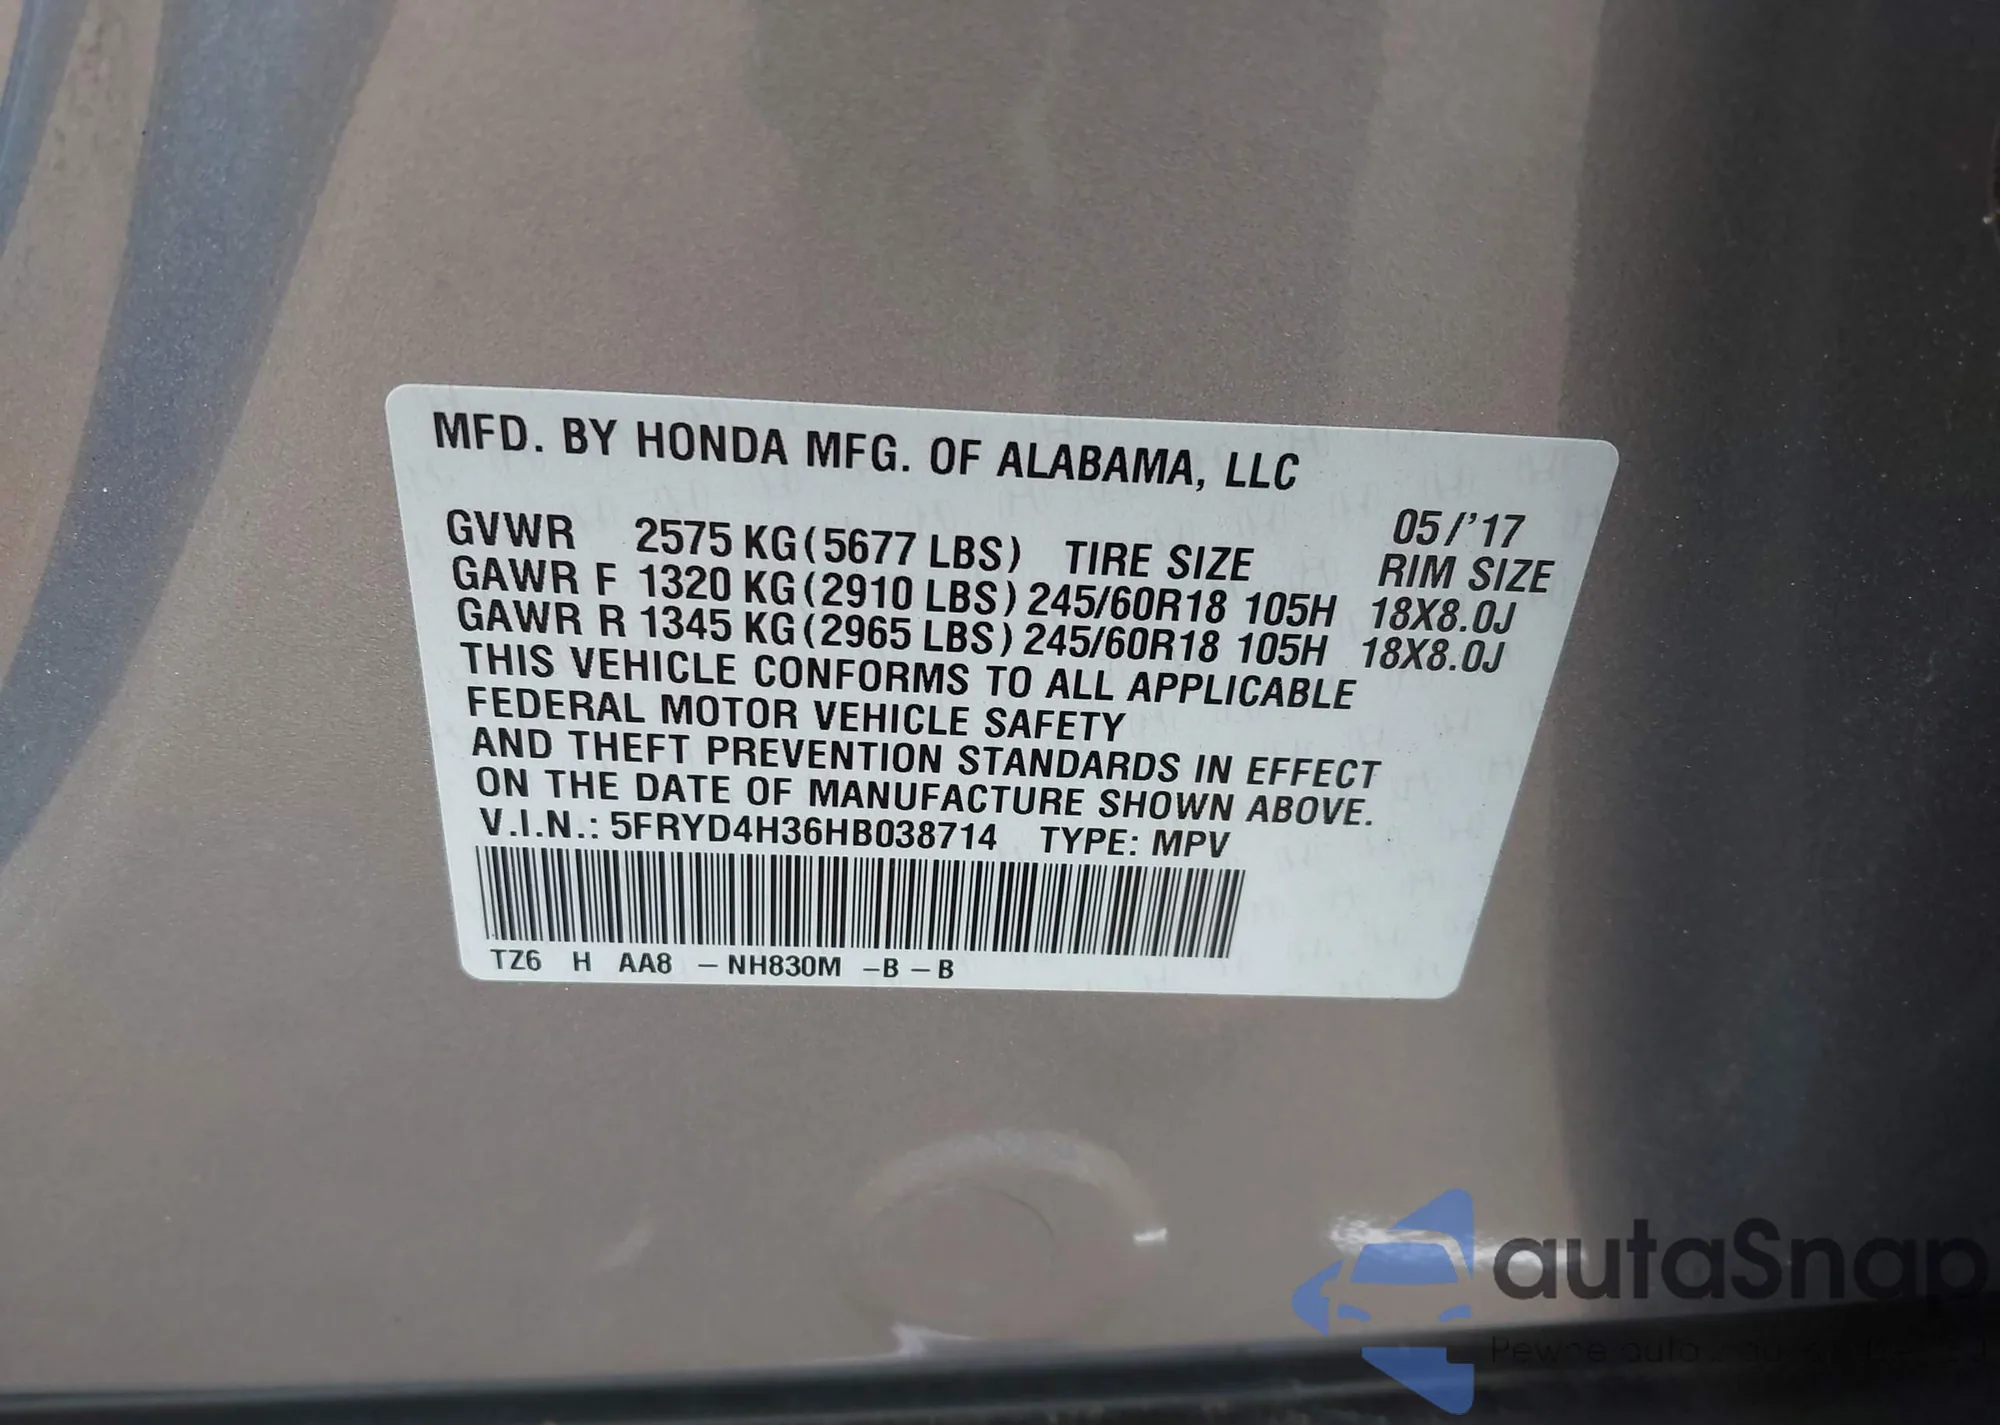 MFD. BY HONDA MFG. OF ALABAMA, LLC
05/'17
GVWR 2575 KG (5677 LBS) TIRE SIZE RIM SIZE
GAWR F 1320 KG (2910 LBS) 245/60R18 105H 18X8.0J
GAWR R 1345 KG (2965 LBS) 245/60R18 105H 18X8.0J
THIS VEHICLE CONFORMS TO ALL APPLICABLE
FEDERAL MOTOR VEHICLE SAFETY
AND THEFT PREVENTION STANDARDS IN EFFECT
ON THE DATE OF MANUFACTURE SHOWN ABOVE.
V.I.N.: 5FRYD4H36HB038714 TYPE: MPV
TZ6 H AA8 – NH830M –B – B
autaSnap
Pewne auta